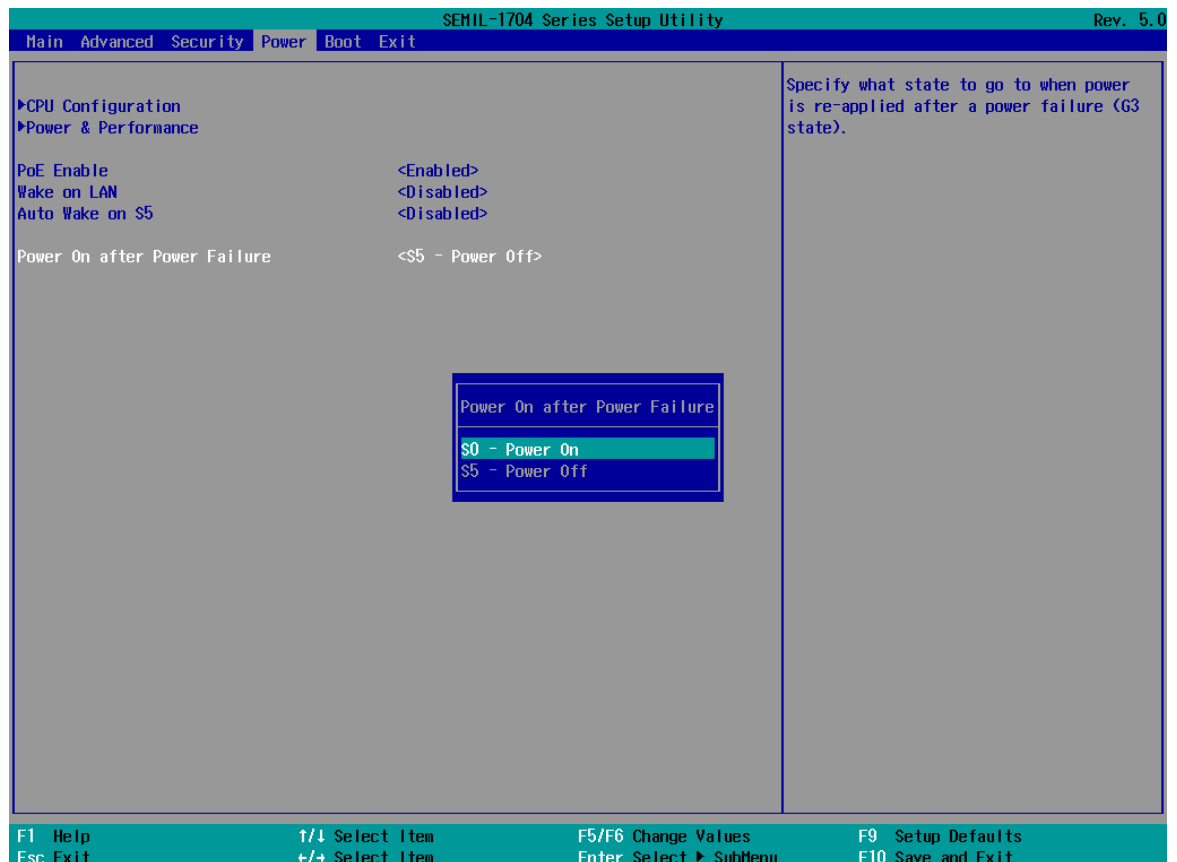 SEMIL-1704 Series Setup Utility Rev. 5.0
Main Advanced Security Power Boot Exit
▶CPU Configuration
▶Power & Performance
PoE Enable <Enabled>
Wake on LAN <Disabled>
Auto Wake on S5 <Disabled>
Power On after Power Failure <S5 - Power Off>
Specify what state to go to when power
is re-applied after a power failure (G3
state).
Power On after Power Failure
S0 - Power On
S5 - Power Off
F1 Help ↑/↓ Select Item F5/F6 Change Values F9 Setup Defaults
Esc Exit ←/→ Select Item Enter Select ▶ SubMenu F10 Save and Exit